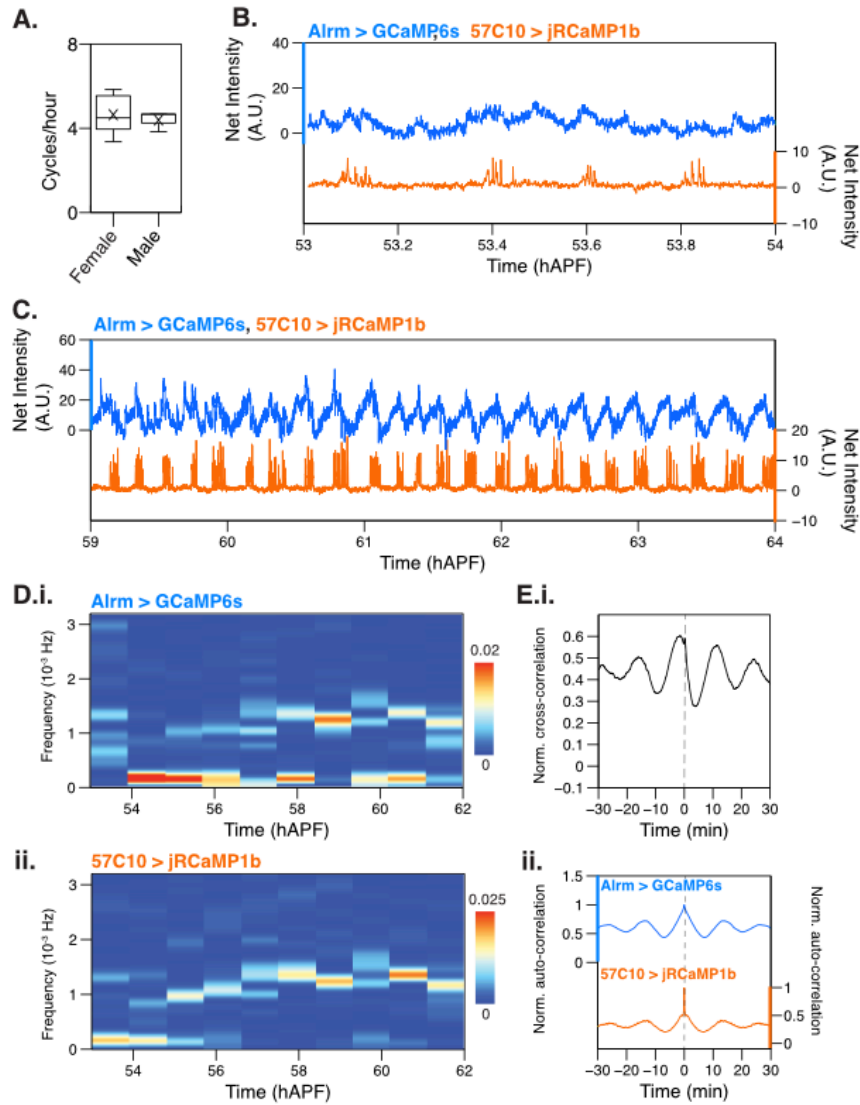 A.
8
4
0
Cycles/hour
Female
Male
B.
Alrm > GCaMP6s, 57C10 > jRCaMP1b
40
20
0
Net Intensity
(A.U.)
10
0
−10
Net Intensity
(A.U.)
53 53.2 53.4 53.6 53.8 54
Time (hAPF)
C.
Alrm > GCaMP6s, 57C10 > jRCaMP1b
60
40
20
0
Net Intensity
(A.U.)
20
10
0
−10
Net Intensity
(A.U.)
59 60 61 62 63 64
Time (hAPF)
D.i.
Alrm > GCaMP6s
3
2
1
0
Frequency (10⁻³ Hz)
0.02
0
54 56 58 60 62
Time (hAPF)
E.i.
0.6
0.5
0.4
0.3
0.2
0.1
0
−0.1
Norm. cross-correlation
−30 −20 −10 0 10 20 30
Time (min)
ii.
57C10 > jRCaMP1b
3
2
1
0
Frequency (10⁻³ Hz)
0.025
0
54 56 58 60 62
Time (hAPF)
ii.
Alrm > GCaMP6s
1.5
1
0.5
0
Norm. auto-correlation
57C10 > jRCaMP1b
1
0.5
0
Norm. auto-correlation
-30 -20 -10 0 10 20 30
Time (min)